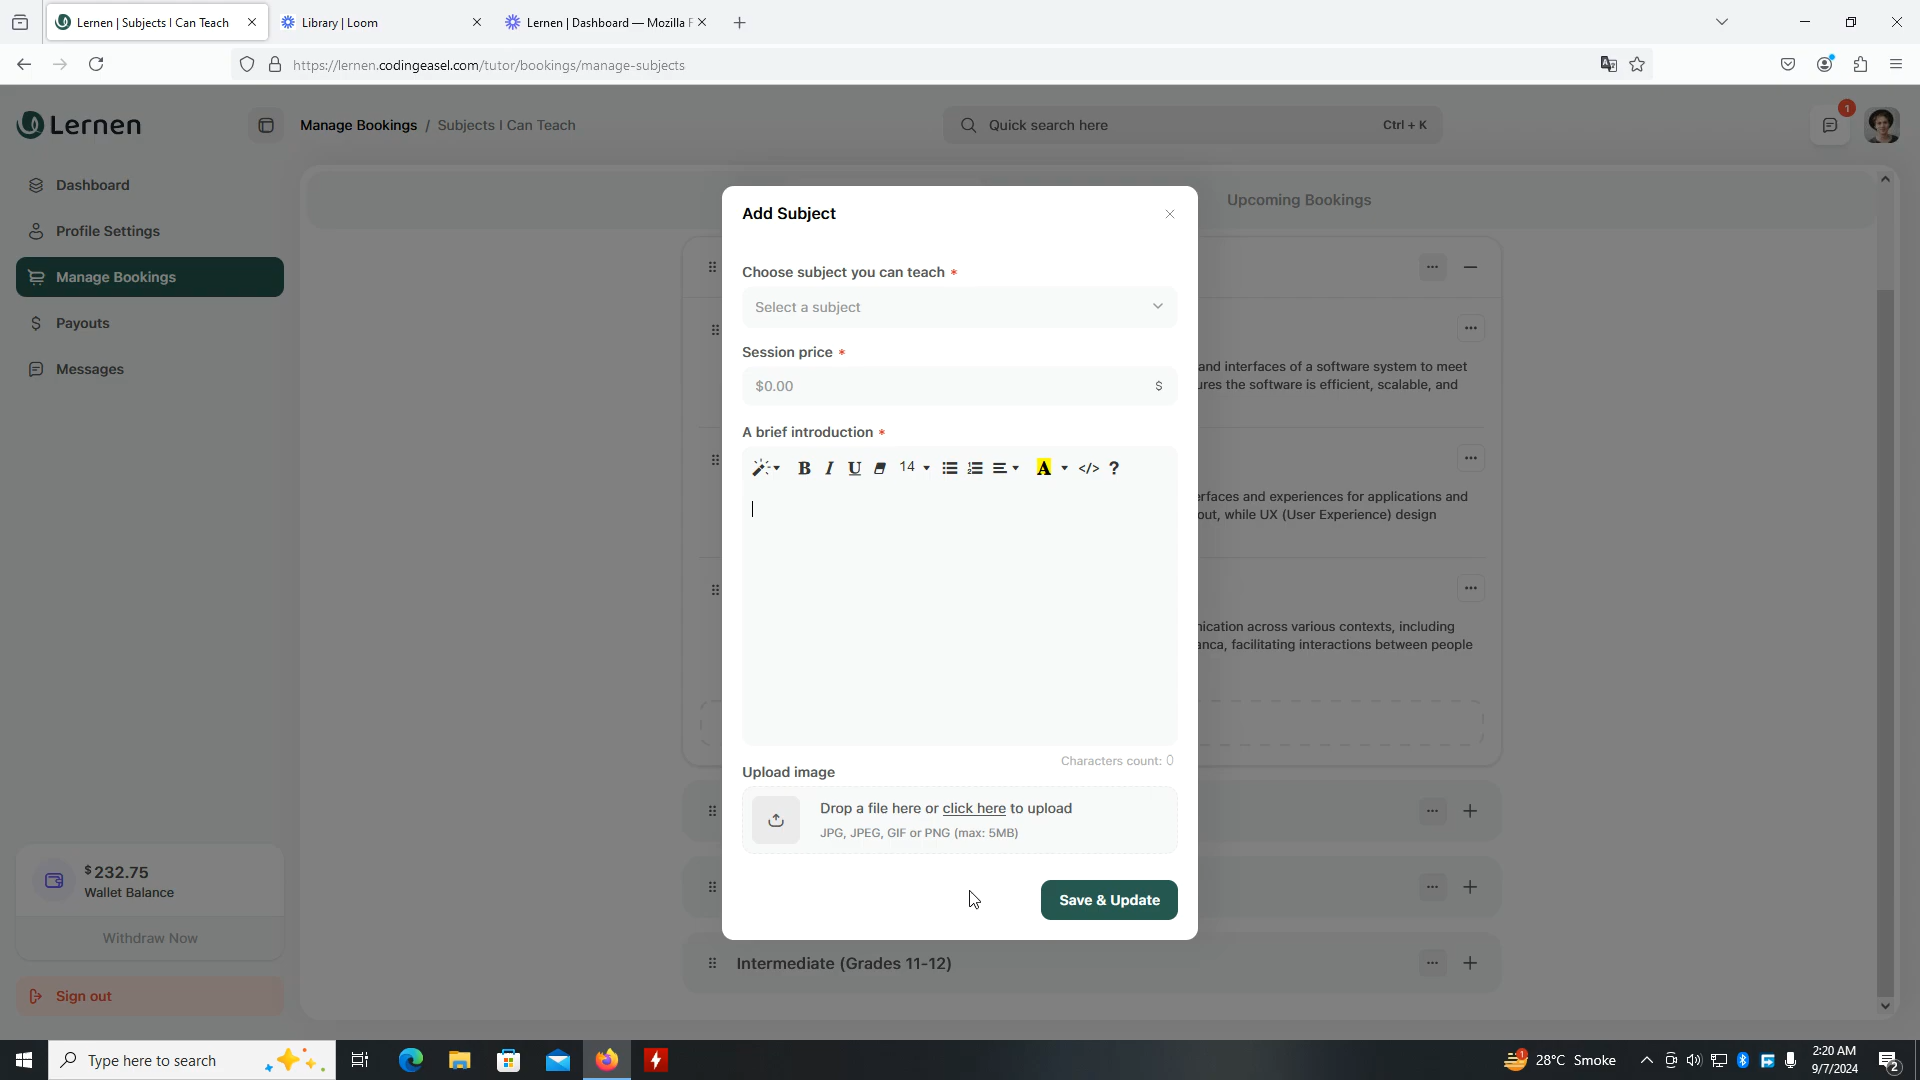 Lernen | Subjects I Can Teach
Library | Loom
Lernen | Dashboard — Mozilla F
https://lernen.codingeasel.com/tutor/bookings/manage-subjects
Lernen
Manage Bookings / Subjects I Can Teach
Quick search here
Ctrl + K
1
Dashboard
Profile Settings
Manage Bookings
$ Payouts
Messages
Upcoming Bookings
Add Subject
Choose subject you can teach *
Select a subject
Session price *
$0.00
$
and interfaces of a software system to meet
ures the software is efficient, scalable, and
A brief introduction *
B I U 14 A </> ?
erfaces and experiences for applications and
out, while UX (User Experience) design
nication across various contexts, including
anca, facilitating interactions between people
Characters count: 0
Upload image
Drop a file here or click here to upload
JPG, JPEG, GIF or PNG (max: 5MB)
Save & Update
Intermediate (Grades 11-12)
$232.75
Wallet Balance
Withdraw Now
Sign out
Type here to search
1
28°C Smoke
2:20 AM
9/7/2024
2